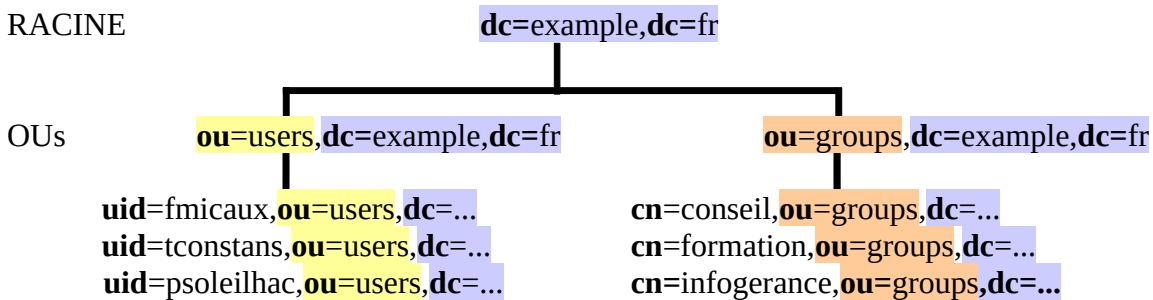 RACINE dc=example,dc=fr
OUs ou=users,dc=example,dc=fr ou=groups,dc=example,dc=fr
uid=fmicaux,ou=users,dc=... cn=conseil,ou=groups,dc=...
uid=tconstans,ou=users,dc=... cn=formation,ou=groups,dc=...
uid=psoleilhac,ou=users,dc=... cn=infogerance,ou=groups,dc=...